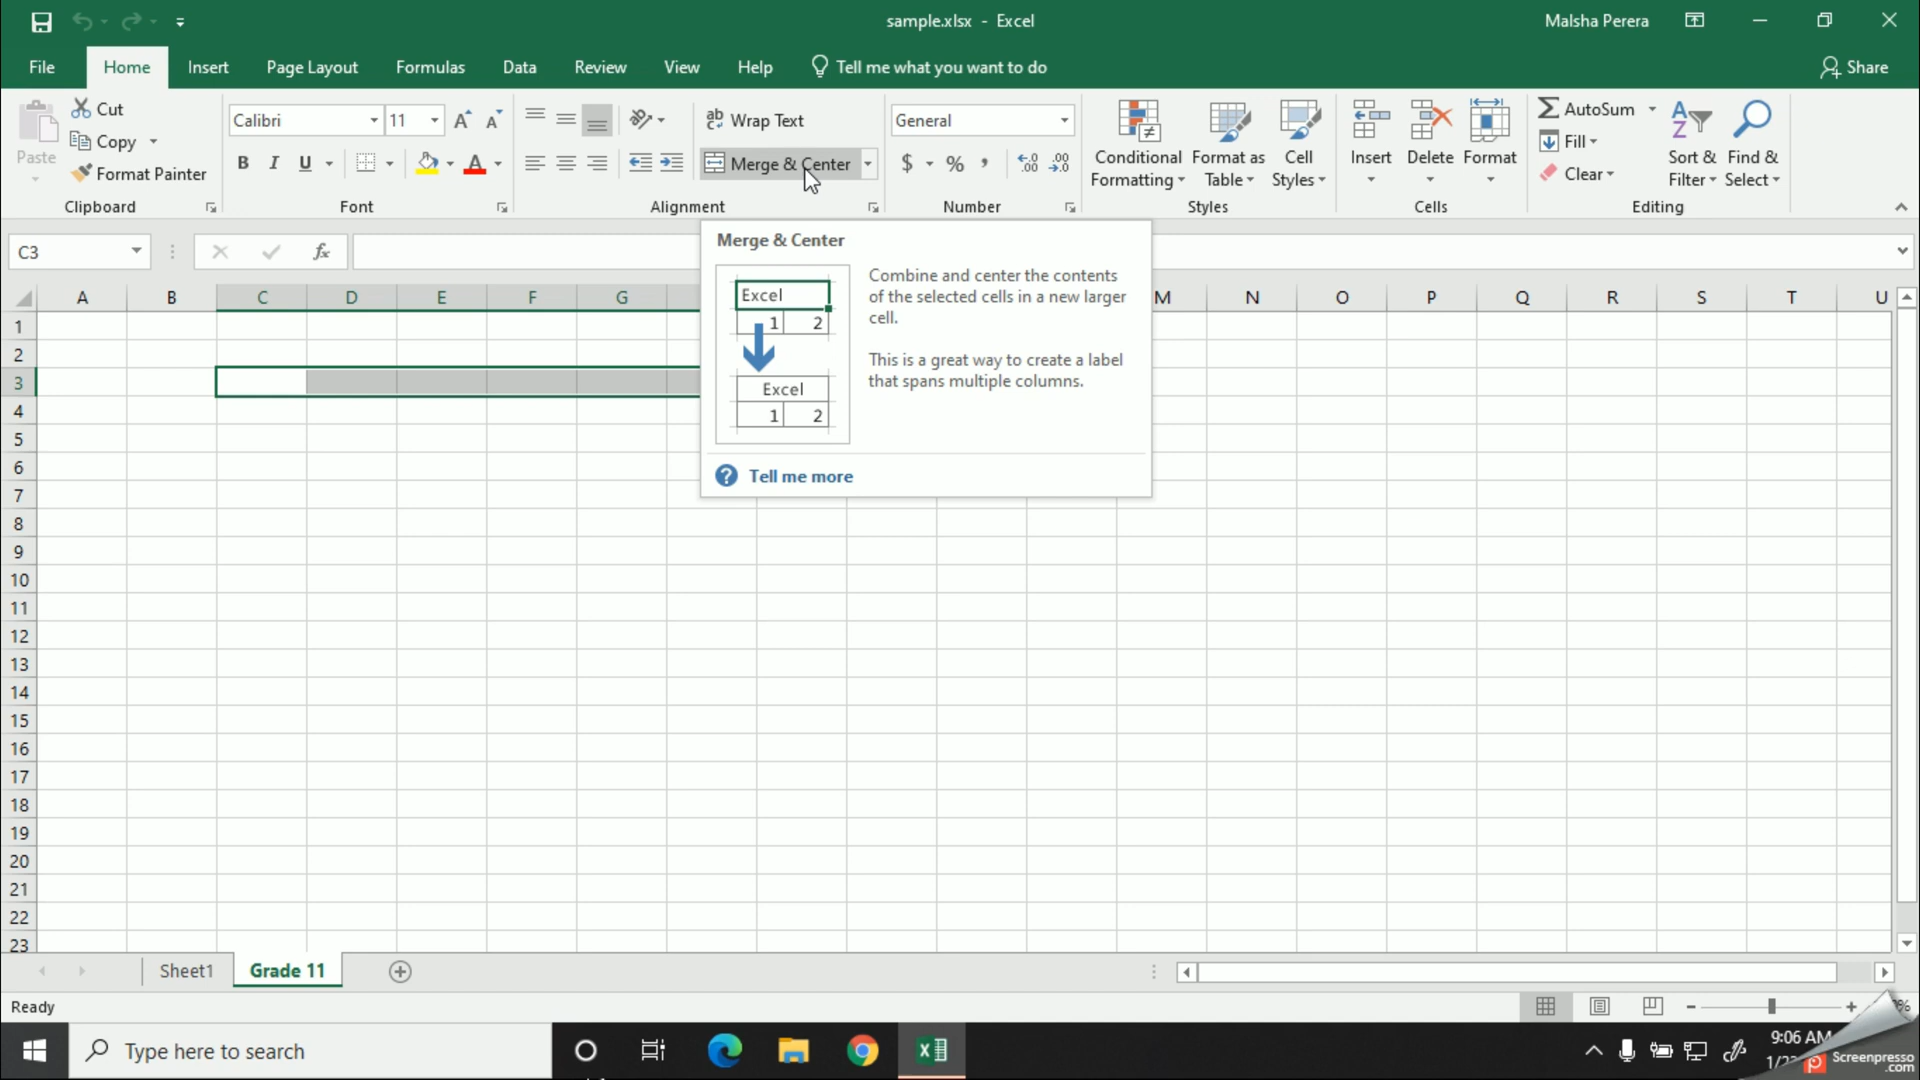 sample.xlsx - Excel
Malsha Perera
File Home Insert Page Layout Formulas Data Review View Help Tell me what you want to do Share
Paste
Cut
Copy
Format Painter
Clipboard
Calibri 11 A A
B I U A
Font
ab Wrap Text
Merge & Center
Alignment
General
$ % ,
Number
Conditional Formatting
Format as Table
Cell Styles
Styles
Insert
Delete
Format
Cells
AutoSum
Fill
Clear
Sort & Filter
Find & Select
Editing
C3
fx
Merge & Center
Excel
1 2
Excel
1 2
Combine and center the contents
of the selected cells in a new larger
cell.
This is a great way to create a label
that spans multiple columns.
Tell me more
A B C D E F G M N O P Q R S T U
1
2
3
4
5
6
7
8
9
10
11
12
13
14
15
16
17
18
19
20
21
22
23
Sheet1 Grade 11
Ready
Type here to search
9:06 AM
Screenpresso
.com